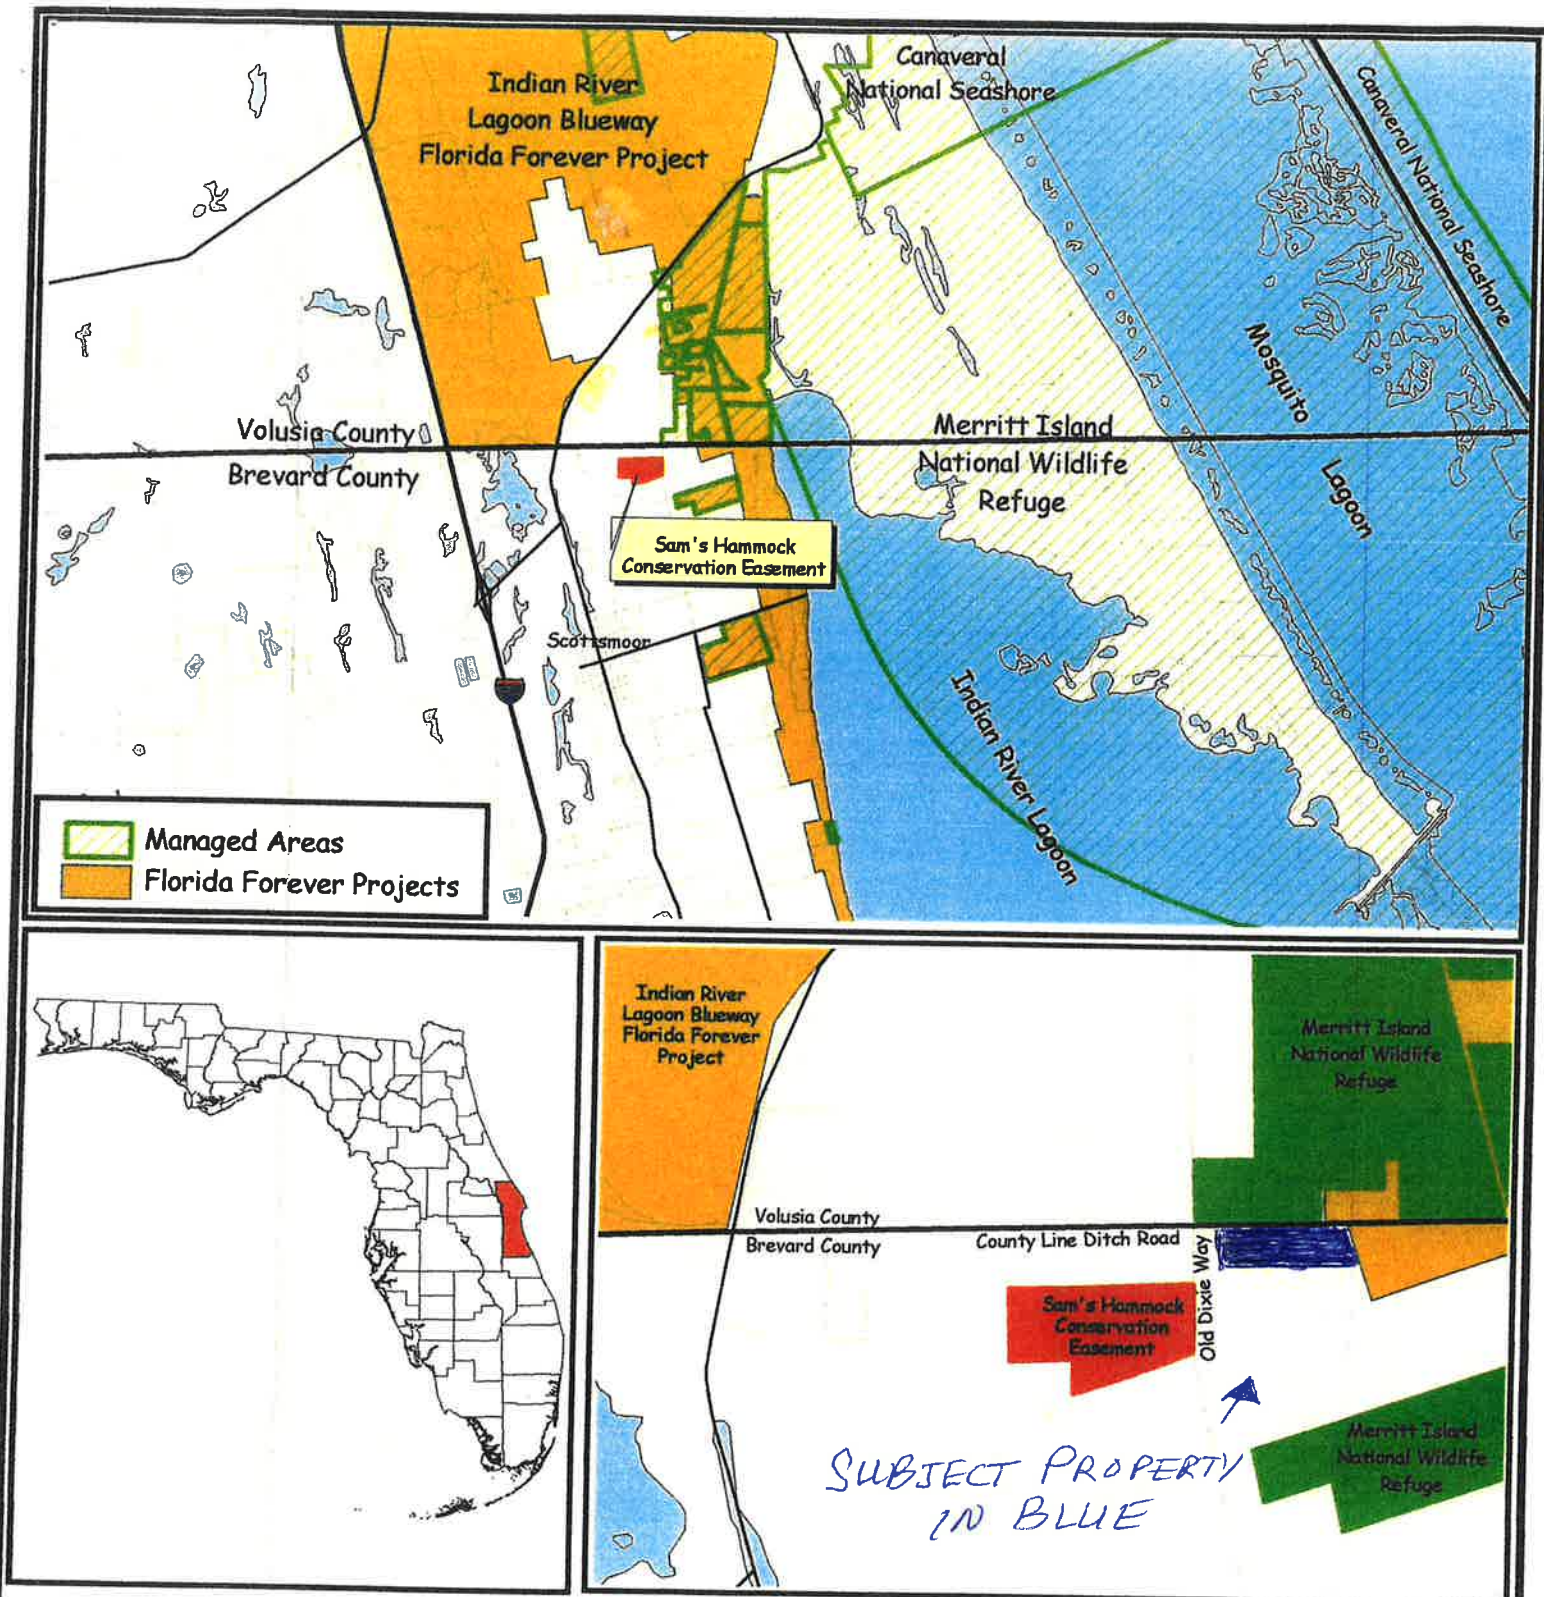 Indian River
Lagoon Blueway
Florida Forever Project
Canaveral
National Seashore
Canaveral National Seashore
Mosquito
Lagoon
Volusia County
Brevard County
Merritt Island
National Wildlife
Refuge
Sam's Hammock
Conservation Easement
Scottsmoor
Indian River Lagoon
Managed Areas
Florida Forever Projects
Indian River
Lagoon Blueway
Florida Forever
Project
Merritt Island
National Wildlife
Refuge
Volusia County
Brevard County
County Line Ditch Road
Old Dixie Way
Sam's Hammock
Conservation
Easement
Merritt Island
National Wildlife
Refuge
SUBJECT PROPERTY
IN BLUE